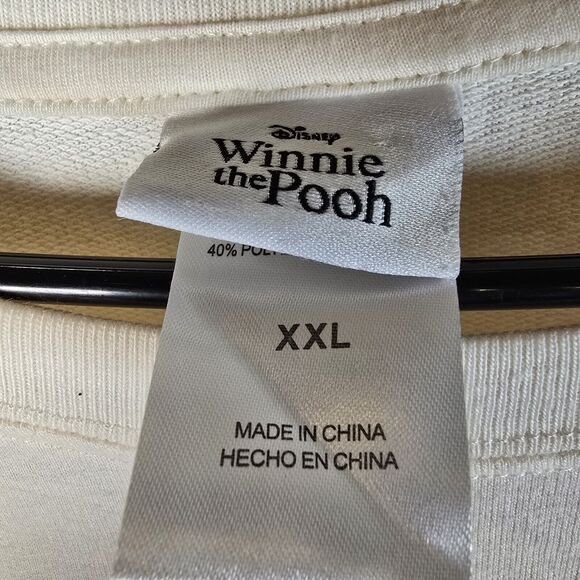 Disney
Winnie
the Pooh
40%
XXL
MADE IN CHINA
HECHO EN CHINA